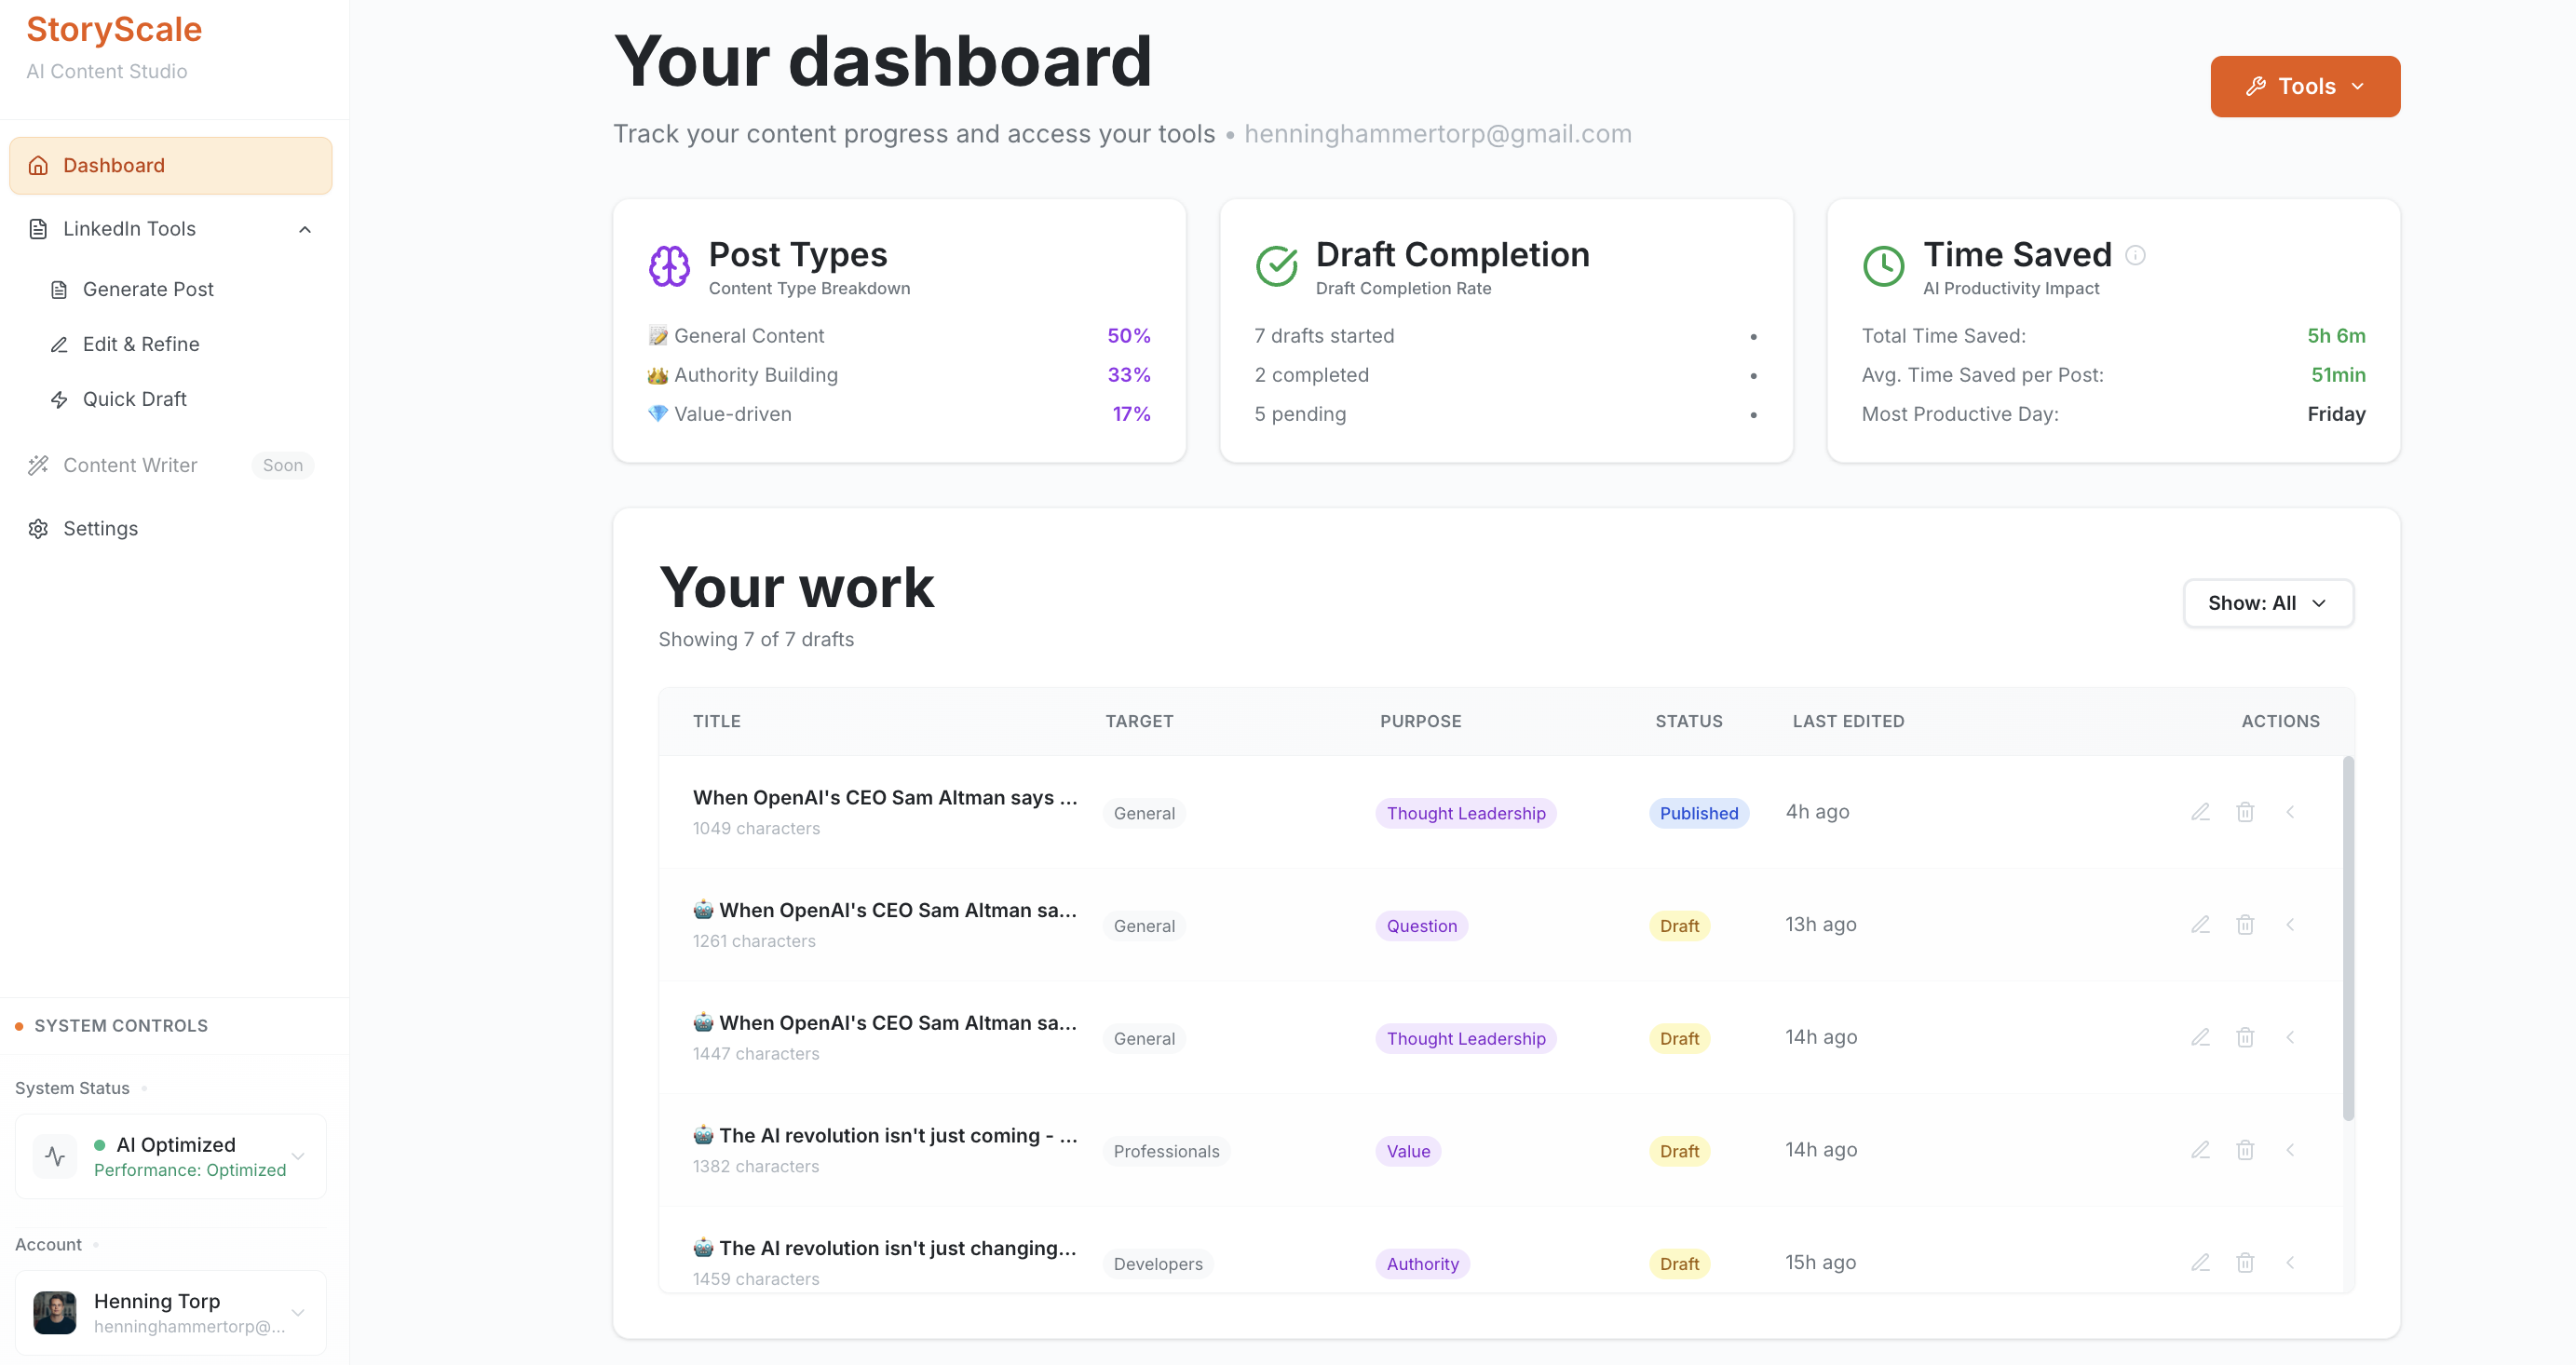 StoryScale
AI Content Studio
Dashboard
LinkedIn Tools
Generate Post
Edit & Refine
Quick Draft
Content Writer Soon
Settings
SYSTEM CONTROLS
System Status
AI Optimized
Performance: Optimized
Account
Henning Torp
henninghammertorp@...
Your dashboard
Track your content progress and access your tools • henninghammertorp@gmail.com
Tools
Post Types
Content Type Breakdown
General Content 50%
Authority Building 33%
Value-driven 17%
Draft Completion
Draft Completion Rate
7 drafts started •
2 completed •
5 pending •
Time Saved
AI Productivity Impact
Total Time Saved: 5h 6m
Avg. Time Saved per Post: 51min
Most Productive Day: Friday
Your work
Showing 7 of 7 drafts
Show: All
TITLE TARGET PURPOSE STATUS LAST EDITED ACTIONS
When OpenAI's CEO Sam Altman says ...
1049 characters
General Thought Leadership Published 4h ago
🤖 When OpenAI's CEO Sam Altman sa...
1261 characters
General Question Draft 13h ago
🤖 When OpenAI's CEO Sam Altman sa...
1447 characters
General Thought Leadership Draft 14h ago
🤖 The AI revolution isn't just coming - ...
1382 characters
Professionals Value Draft 14h ago
🤖 The AI revolution isn't just changing...
1459 characters
Developers Authority Draft 15h ago